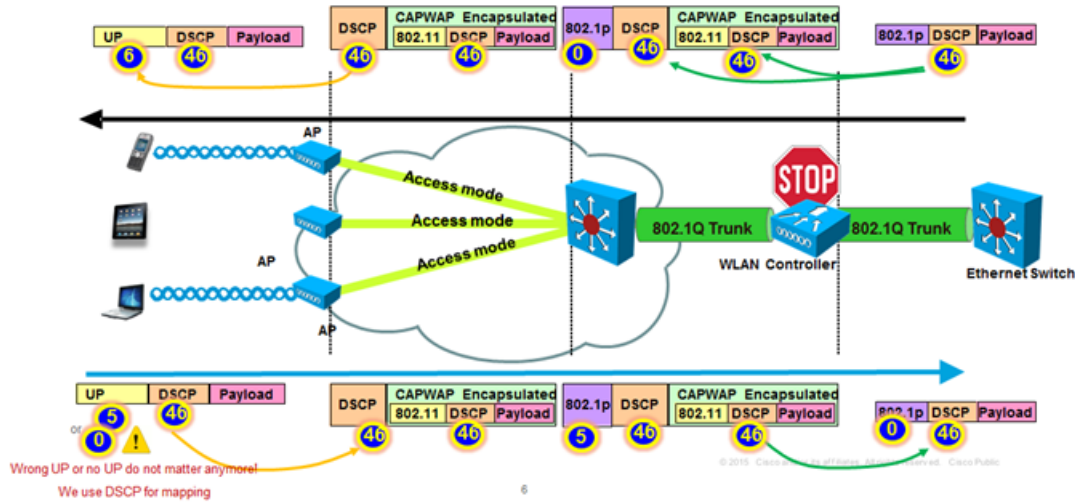 DSCP
CAPWAP Encapsulated
802.1p
DSCP
CAPWAP Encapsulated
UP
DSCP
Payload
802.11
DSCP
Payload
802.11
DSCP
Payload
802.1p
DSCP
Payload
6
46
46
46
0
46
46
46
AP
Access mode
STOP
Access mode
802.1Q Trunk
802.1Q Trunk
AP
Access mode
WLAN Controller
Ethernet Switch
AP
UP
DSCP
Payload
DSCP
CAPWAP Encapsulated
802.1p
DSCP
CAPWAP Encapsulated
802.11
DSCP
Payload
802.11
DSCP
Payload
802.1p
DSCP
Payload
5
46
or
0
!
46
46
5
46
46
0
46
Wrong UP or no UP do not matter anymore!
We use DSCP for mapping
6
© 2015 Cisco its affiliates. All reserved. Cisco Public